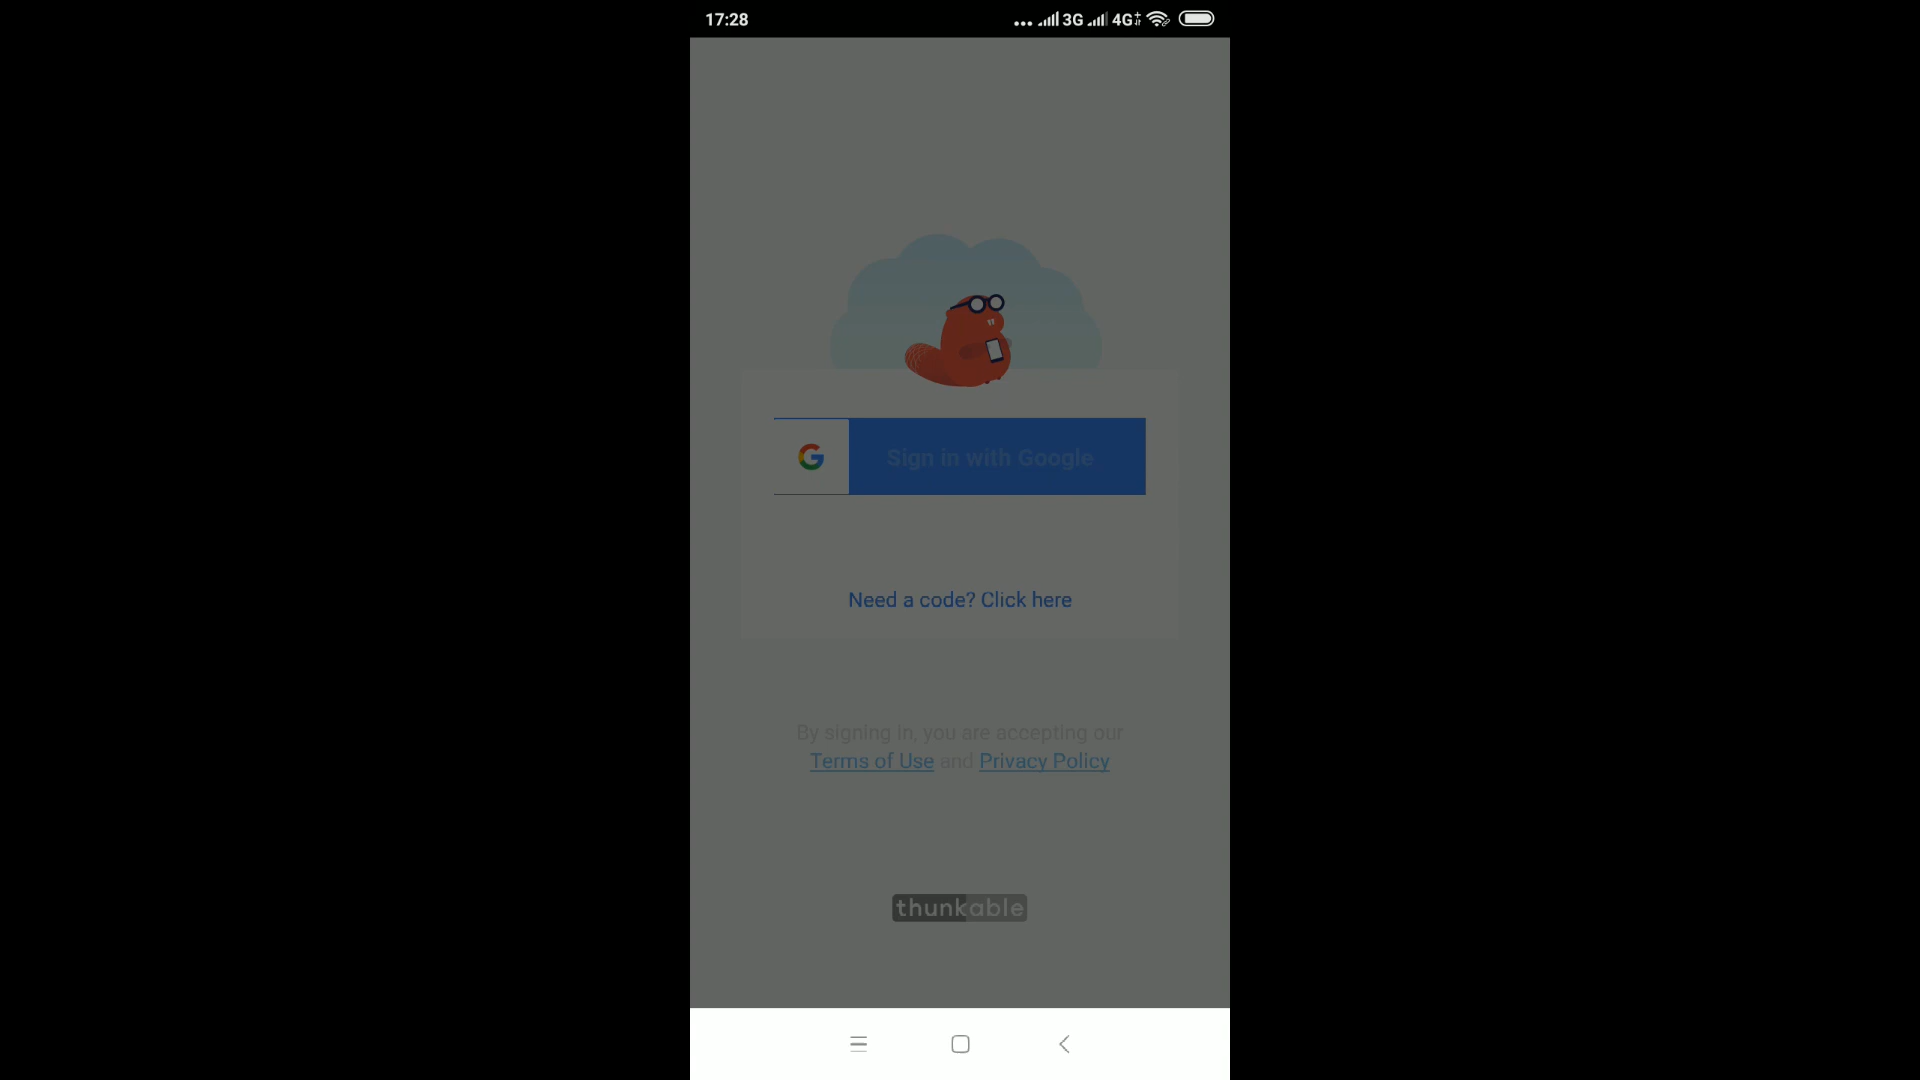 17:28
3G 4G+
Sign in with Google
Need a code? Click here
By signing in, you are accepting our
Terms of Use and Privacy Policy
thunkable